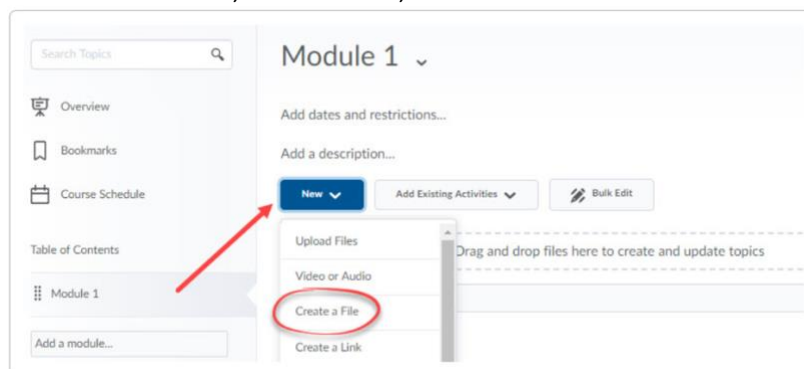 Search Topics
Overview
Bookmarks
Course Schedule
Table of Contents
Module 1
Add a module...
Module 1
Add dates and restrictions...
Add a description...
New
Add Existing Activities
Bulk Edit
Upload Files
Video or Audio
Create a File
Create a Link
Drag and drop files here to create and update topics